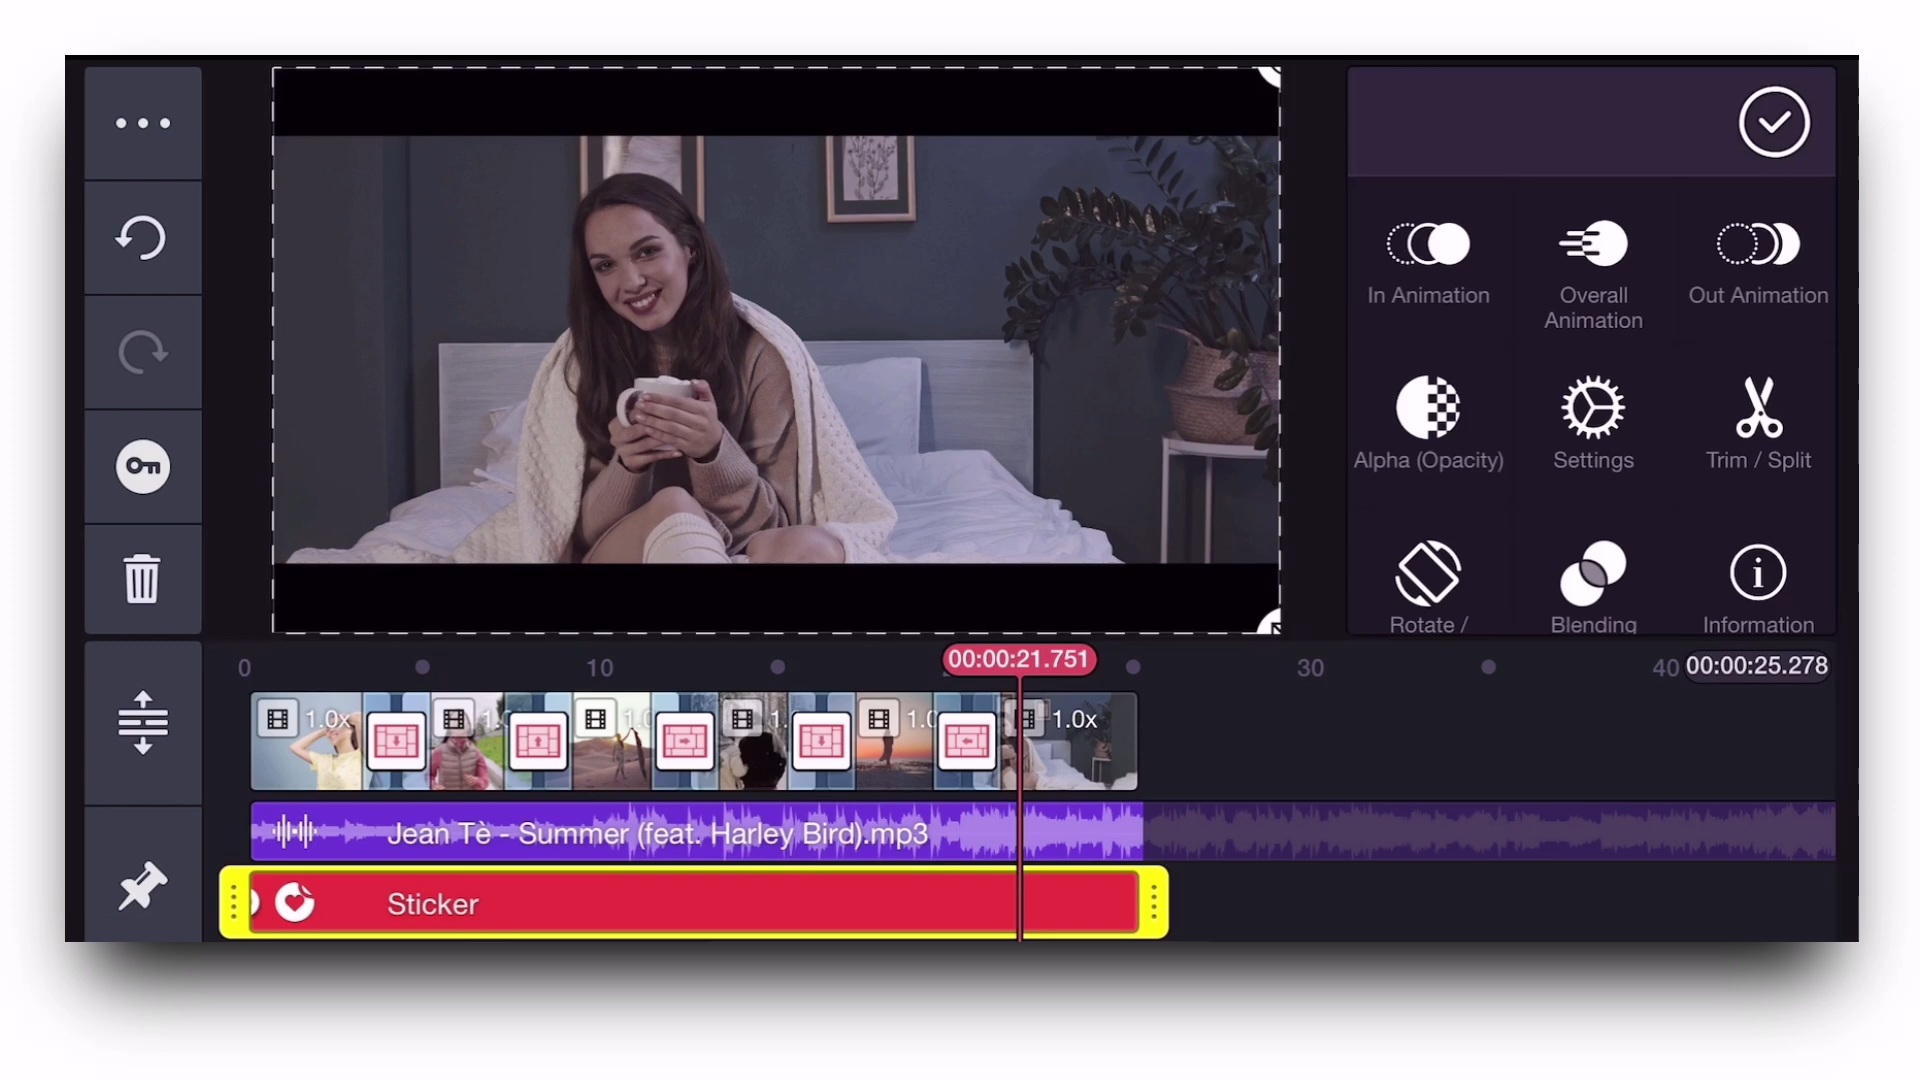 In Animation
Overall
Animation
Out Animation
Alpha (Opacity)
Settings
Trim / Split
Rotate /
Blending
Information
0
10
00:00:21.751
30
40
00:00:25.278
1.0x
1.0x
Jean Tè - Summer (feat. Harley Bird).mp3
Sticker